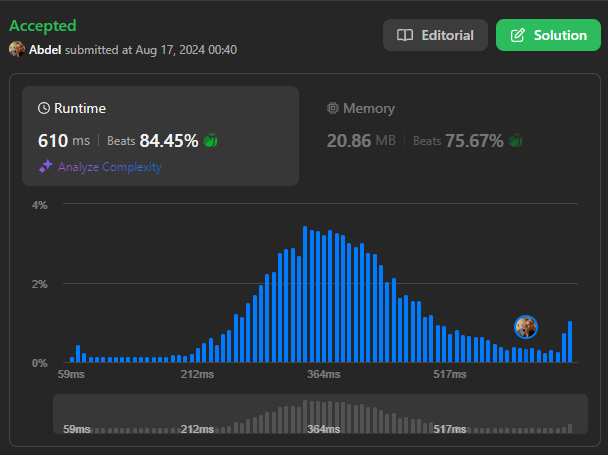 Accepted
Abdel submitted at Aug 17, 2024 00:40
Editorial
Solution
Runtime
610 ms | Beats 84.45%
Analyze Complexity
Memory
20.86 MB | Beats 75.67%
4%
2%
0%
59ms 212ms 364ms 517ms
59ms 212ms 364ms 517ms